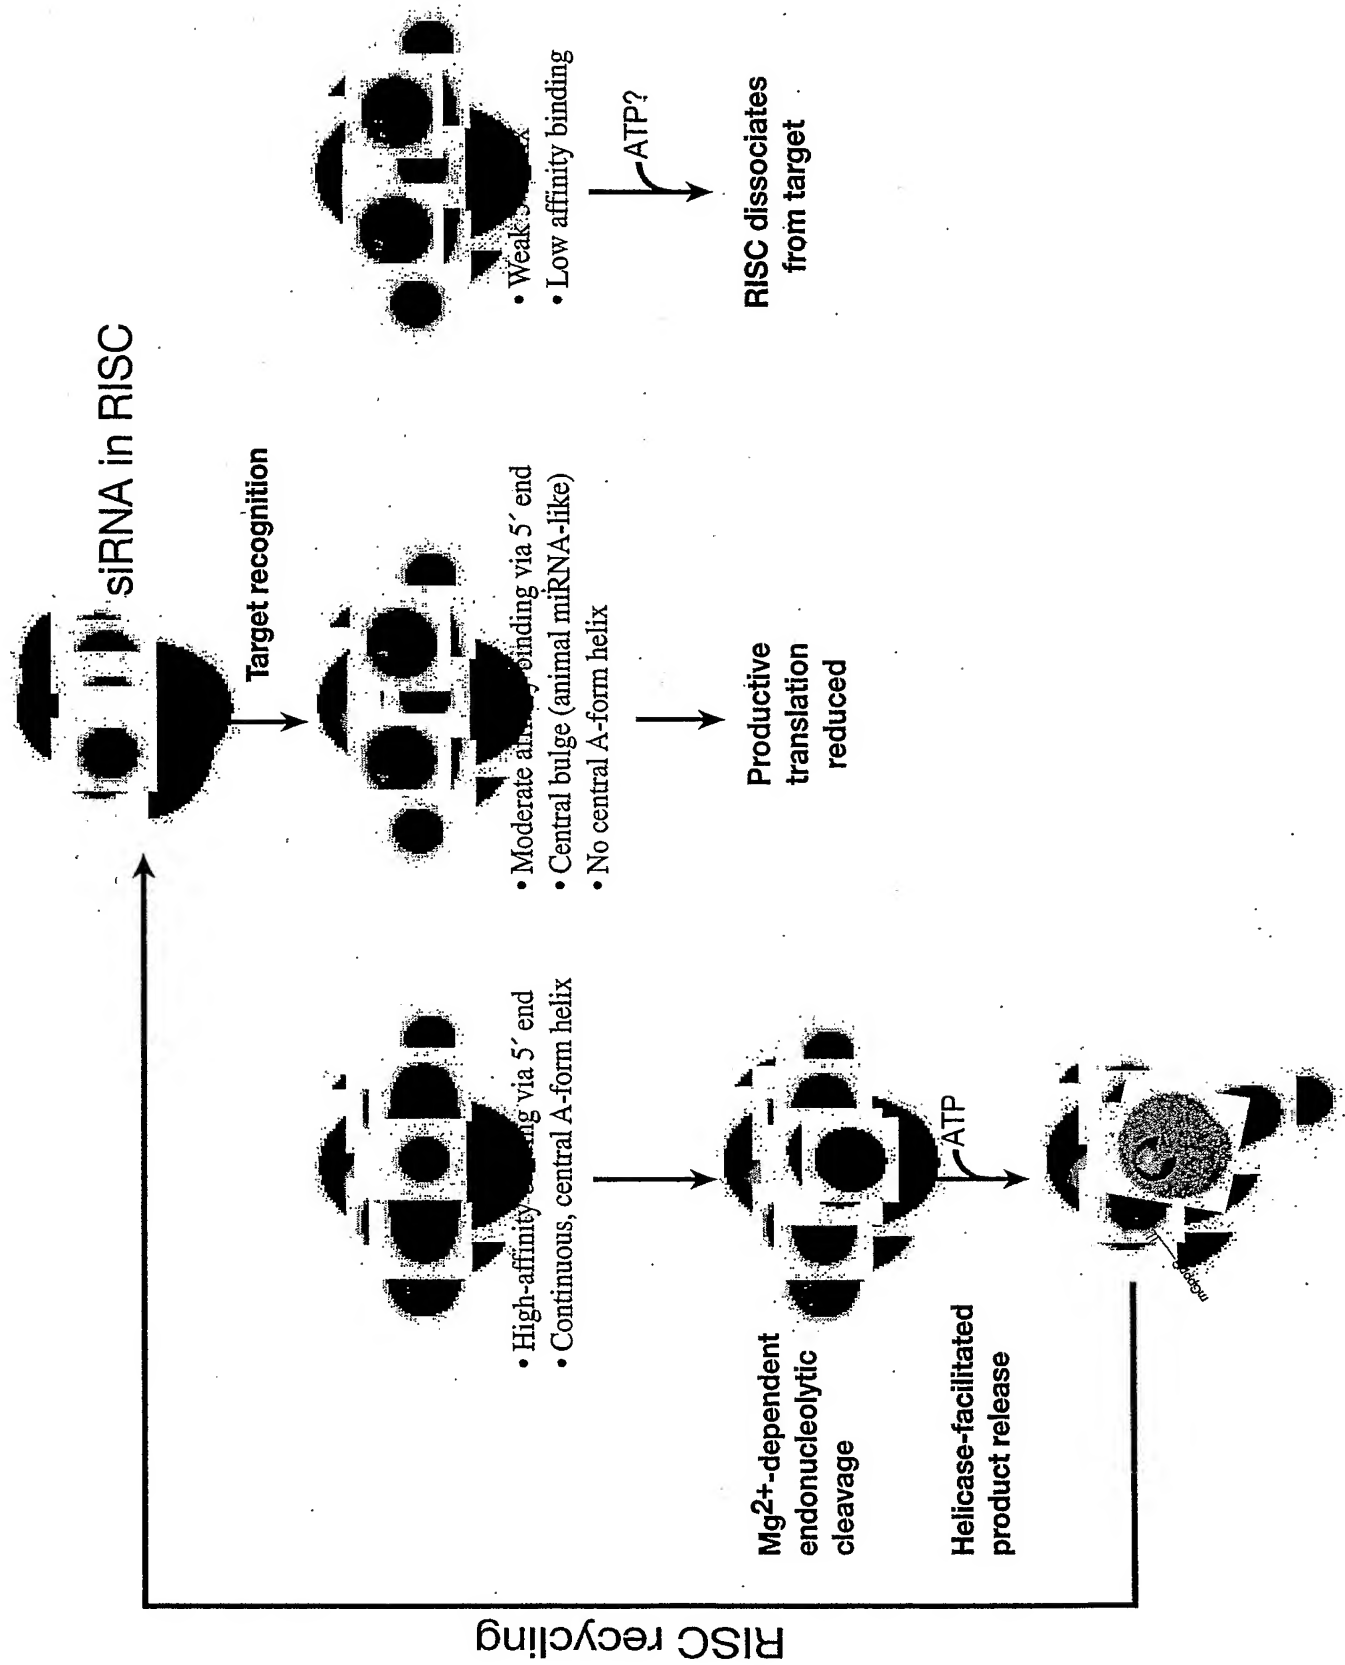 siRNA in RISC
Target recognition
• High-affinity via 5′ end
• Continuous, central A-form helix
• Moderate binding via 5′ end
• Central bulge (animal miRNA-like)
• No central A-form helix
• Weak
• Low affinity binding
Mg2+-dependent
endonucleolytic
cleavage
ATP
Helicase-facilitated
product release
Productive
translation
reduced
ATP?
RISC dissociates
from target
RISC recycling